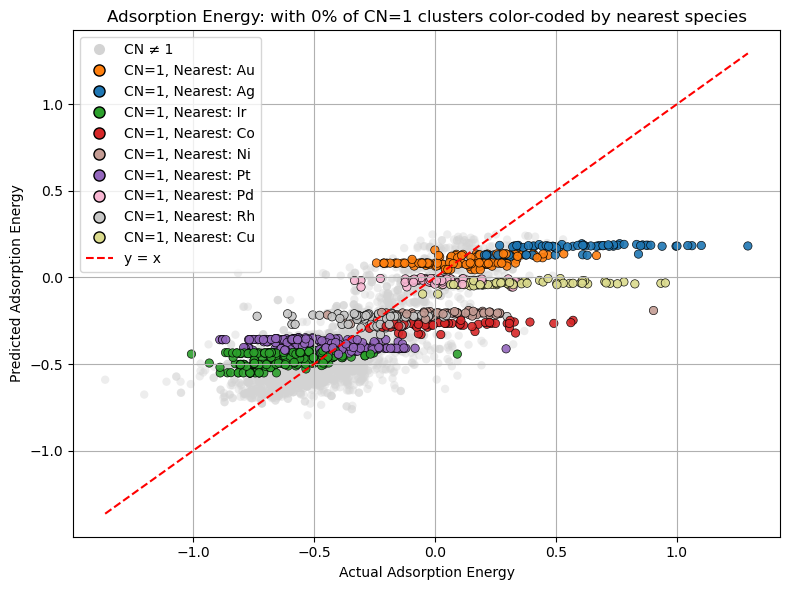 Adsorption Energy: with 0% of CN=1 clusters color-coded by nearest species
CN ≠ 1
CN=1, Nearest: Au
CN=1, Nearest: Ag
CN=1, Nearest: Ir
CN=1, Nearest: Co
CN=1, Nearest: Ni
CN=1, Nearest: Pt
CN=1, Nearest: Pd
CN=1, Nearest: Rh
CN=1, Nearest: Cu
y = x
Predicted Adsorption Energy
1.0
0.5
0.0
−0.5
−1.0
−1.0
−0.5
0.0
0.5
1.0
Actual Adsorption Energy